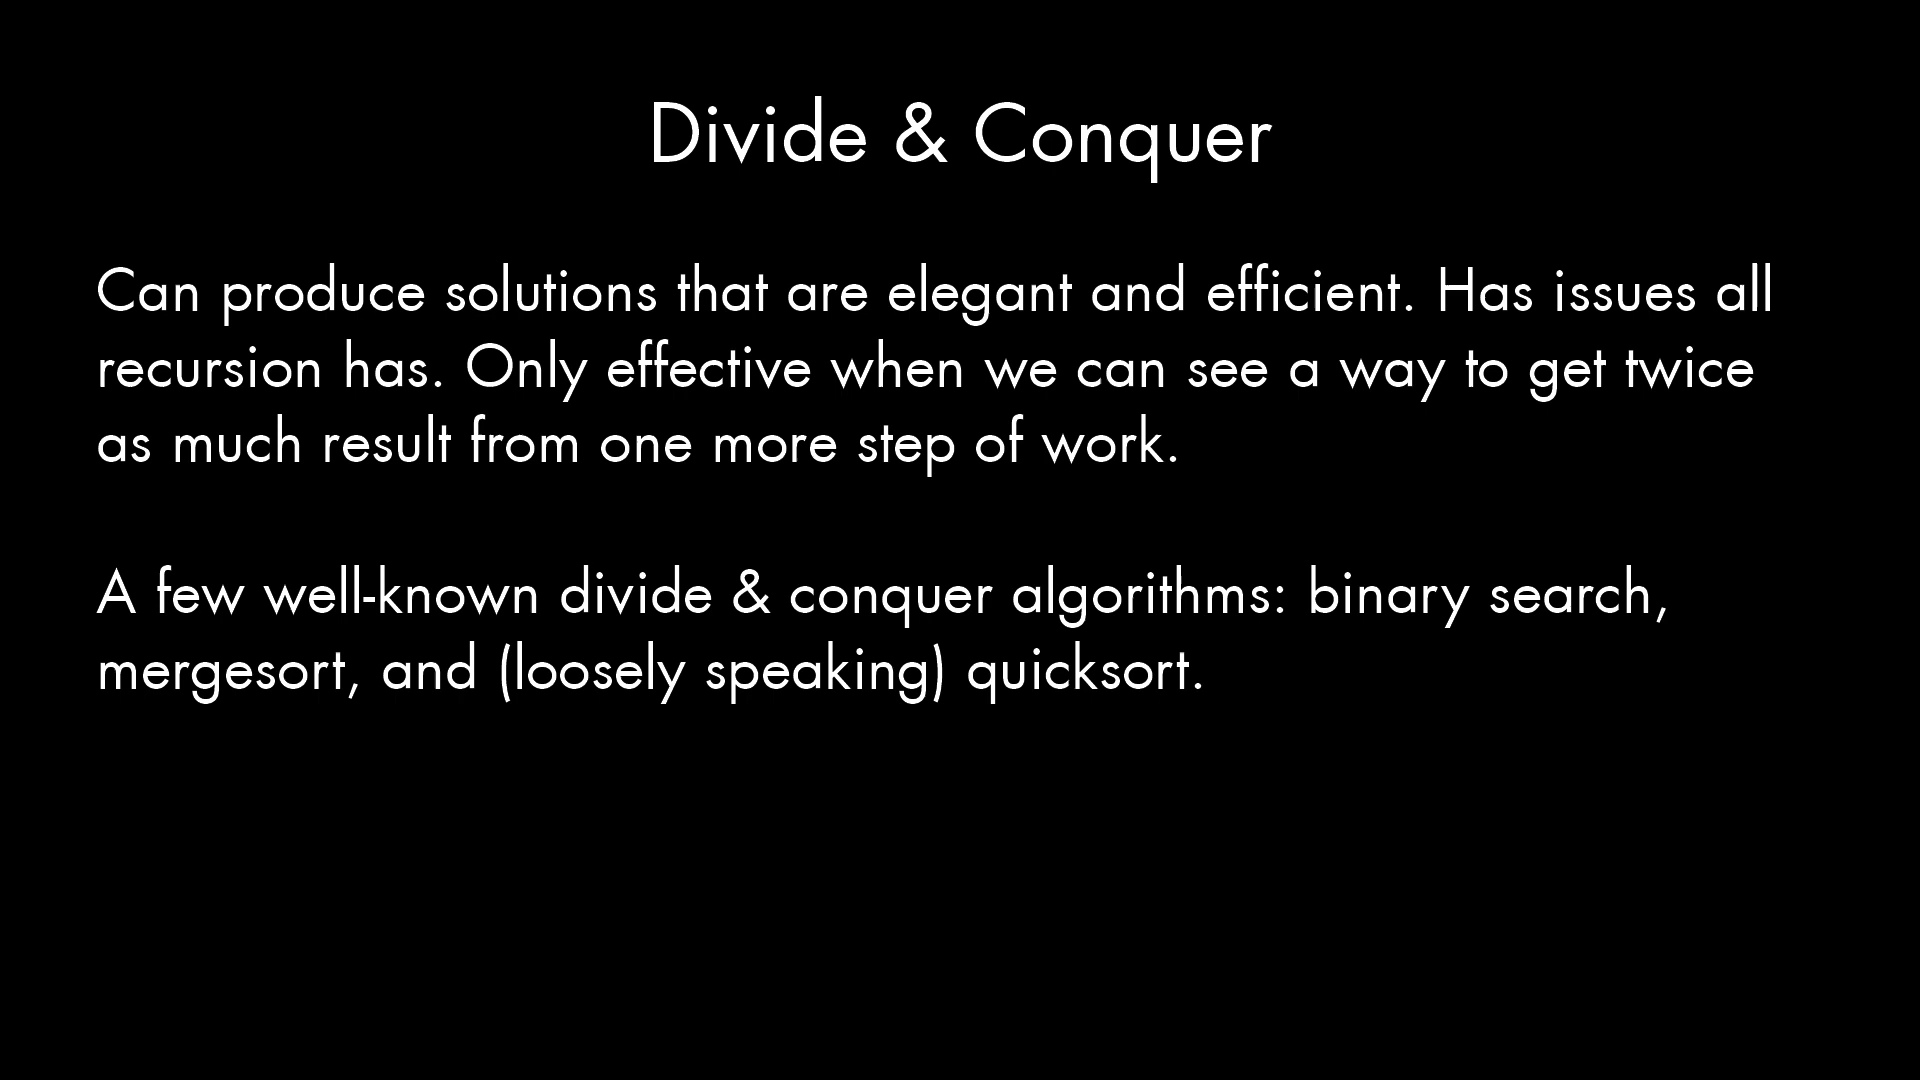 Divide & Conquer
Can produce solutions that are elegant and efficient. Has issues all
recursion has. Only effective when we can see a way to get twice
as much result from one more step of work.
A few well-known divide & conquer algorithms: binary search,
mergesort, and (loosely speaking) quicksort.